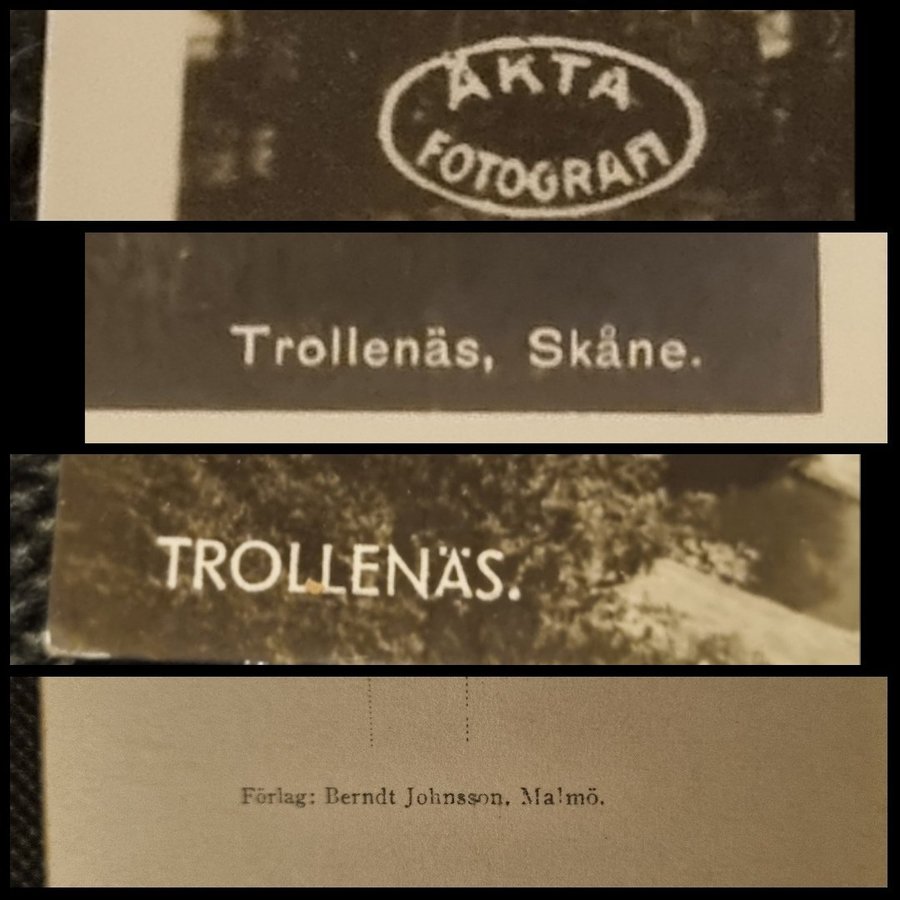 ÄKTA
FOTOGRAFI
Trollenäs, Skåne.
TROLLENÄS.
Förlag: Berndt Johnsson, Malmö.